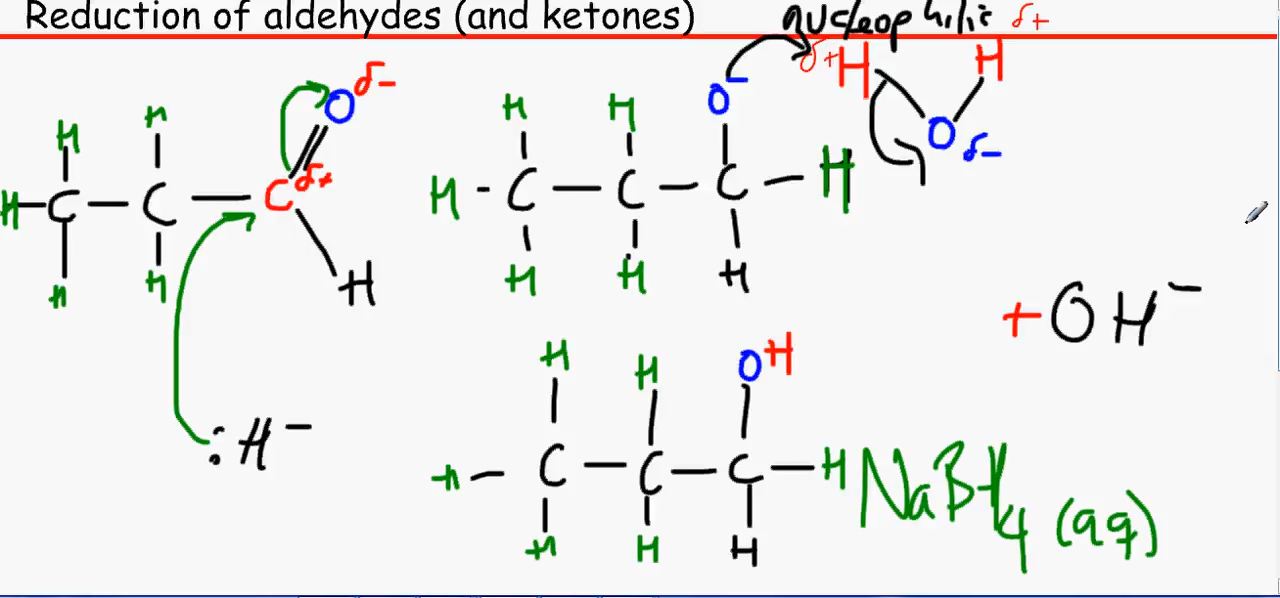 Reduction of aldehydes (and ketones)
nucleophilic δ+
δ+ H H
O δ-
O δ-
C δ+
H H
H - C - C - C
H H H
:H -
H H O-
H - C - C - C - H
H H H
+ OH-
H H OH
H - C - C - C - H
H H H
NaBH4 (aq)